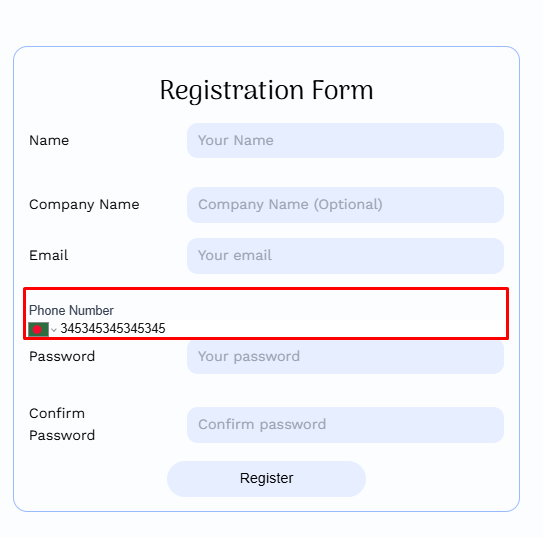 Registration Form
Name Your Name
Company Name Company Name (Optional)
Email Your email
Phone Number
345345345345345
Password Your password
Confirm
Password Confirm password
Register